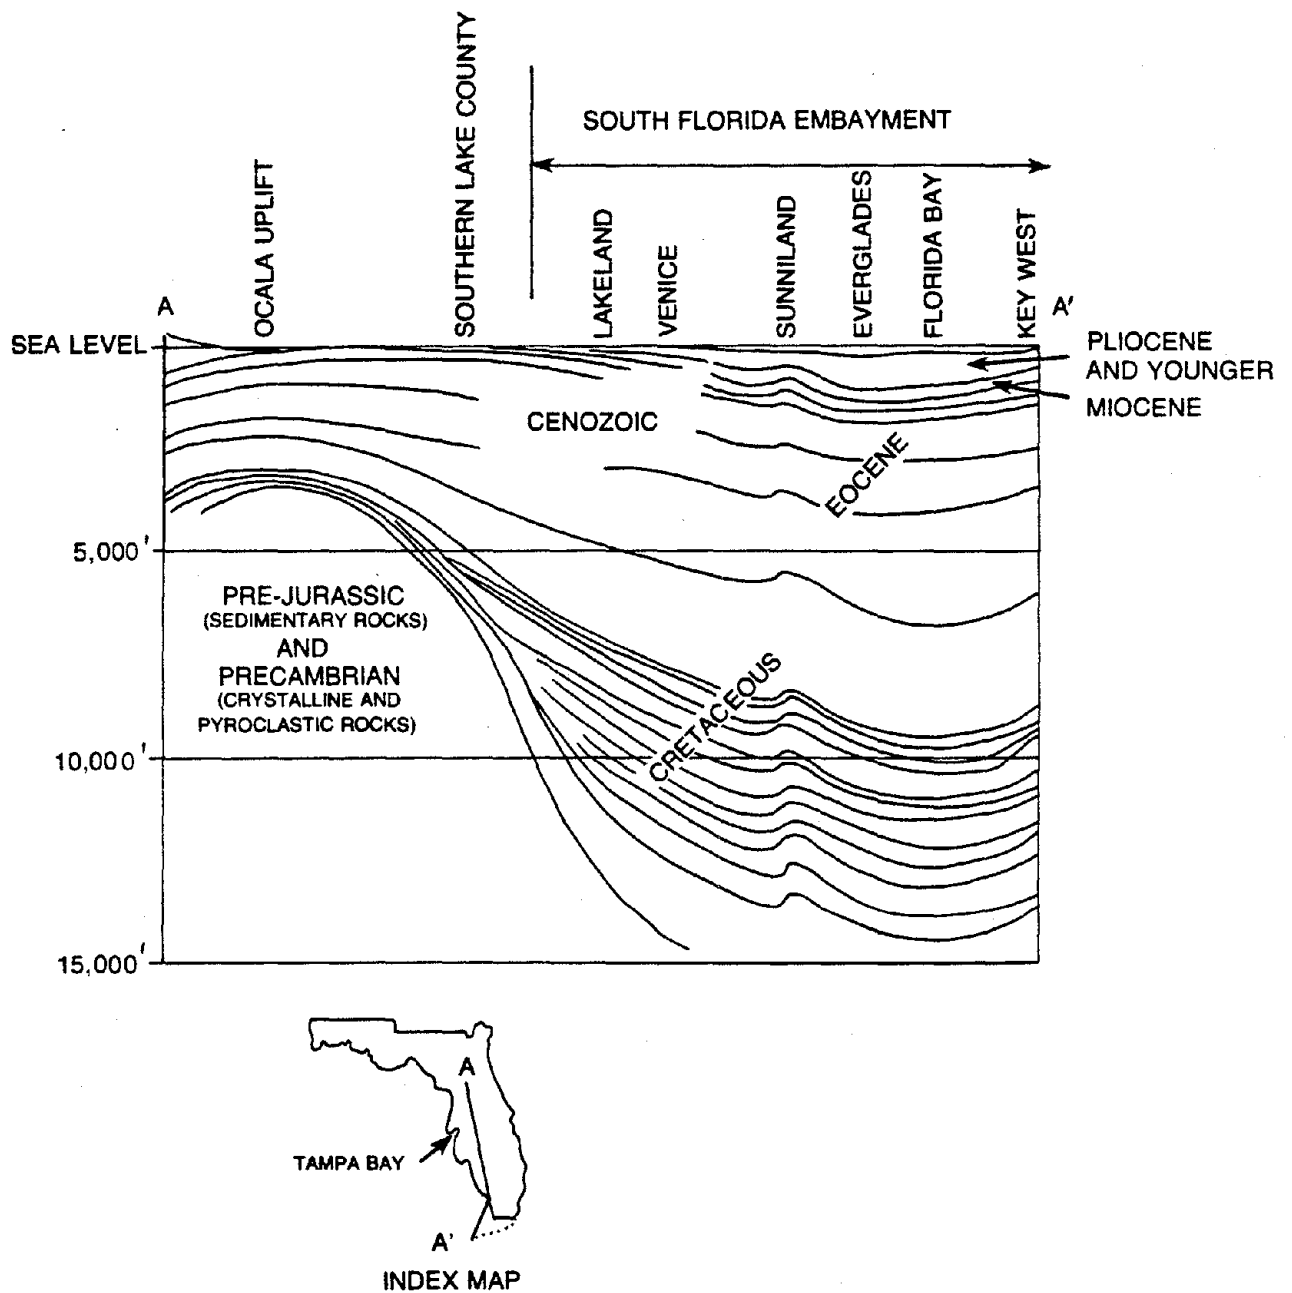 SOUTH FLORIDA EMBAYMENT
OCALA UPLIFT
SOUTHERN LAKE COUNTY
LAKELAND
VENICE
SUNNILAND
EVERGLADES
FLORIDA BAY
KEY WEST
A
A'
SEA LEVEL
PLIOCENE
AND YOUNGER
MIOCENE
CENOZOIC
EOCENE
5,000'
PRE-JURASSIC
(SEDIMENTARY ROCKS)
AND
PRECAMBRIAN
(CRYSTALLINE AND
PYROCLASTIC ROCKS)
CRETACEOUS
10,000'
15,000'
A
TAMPA BAY
A'
INDEX MAP